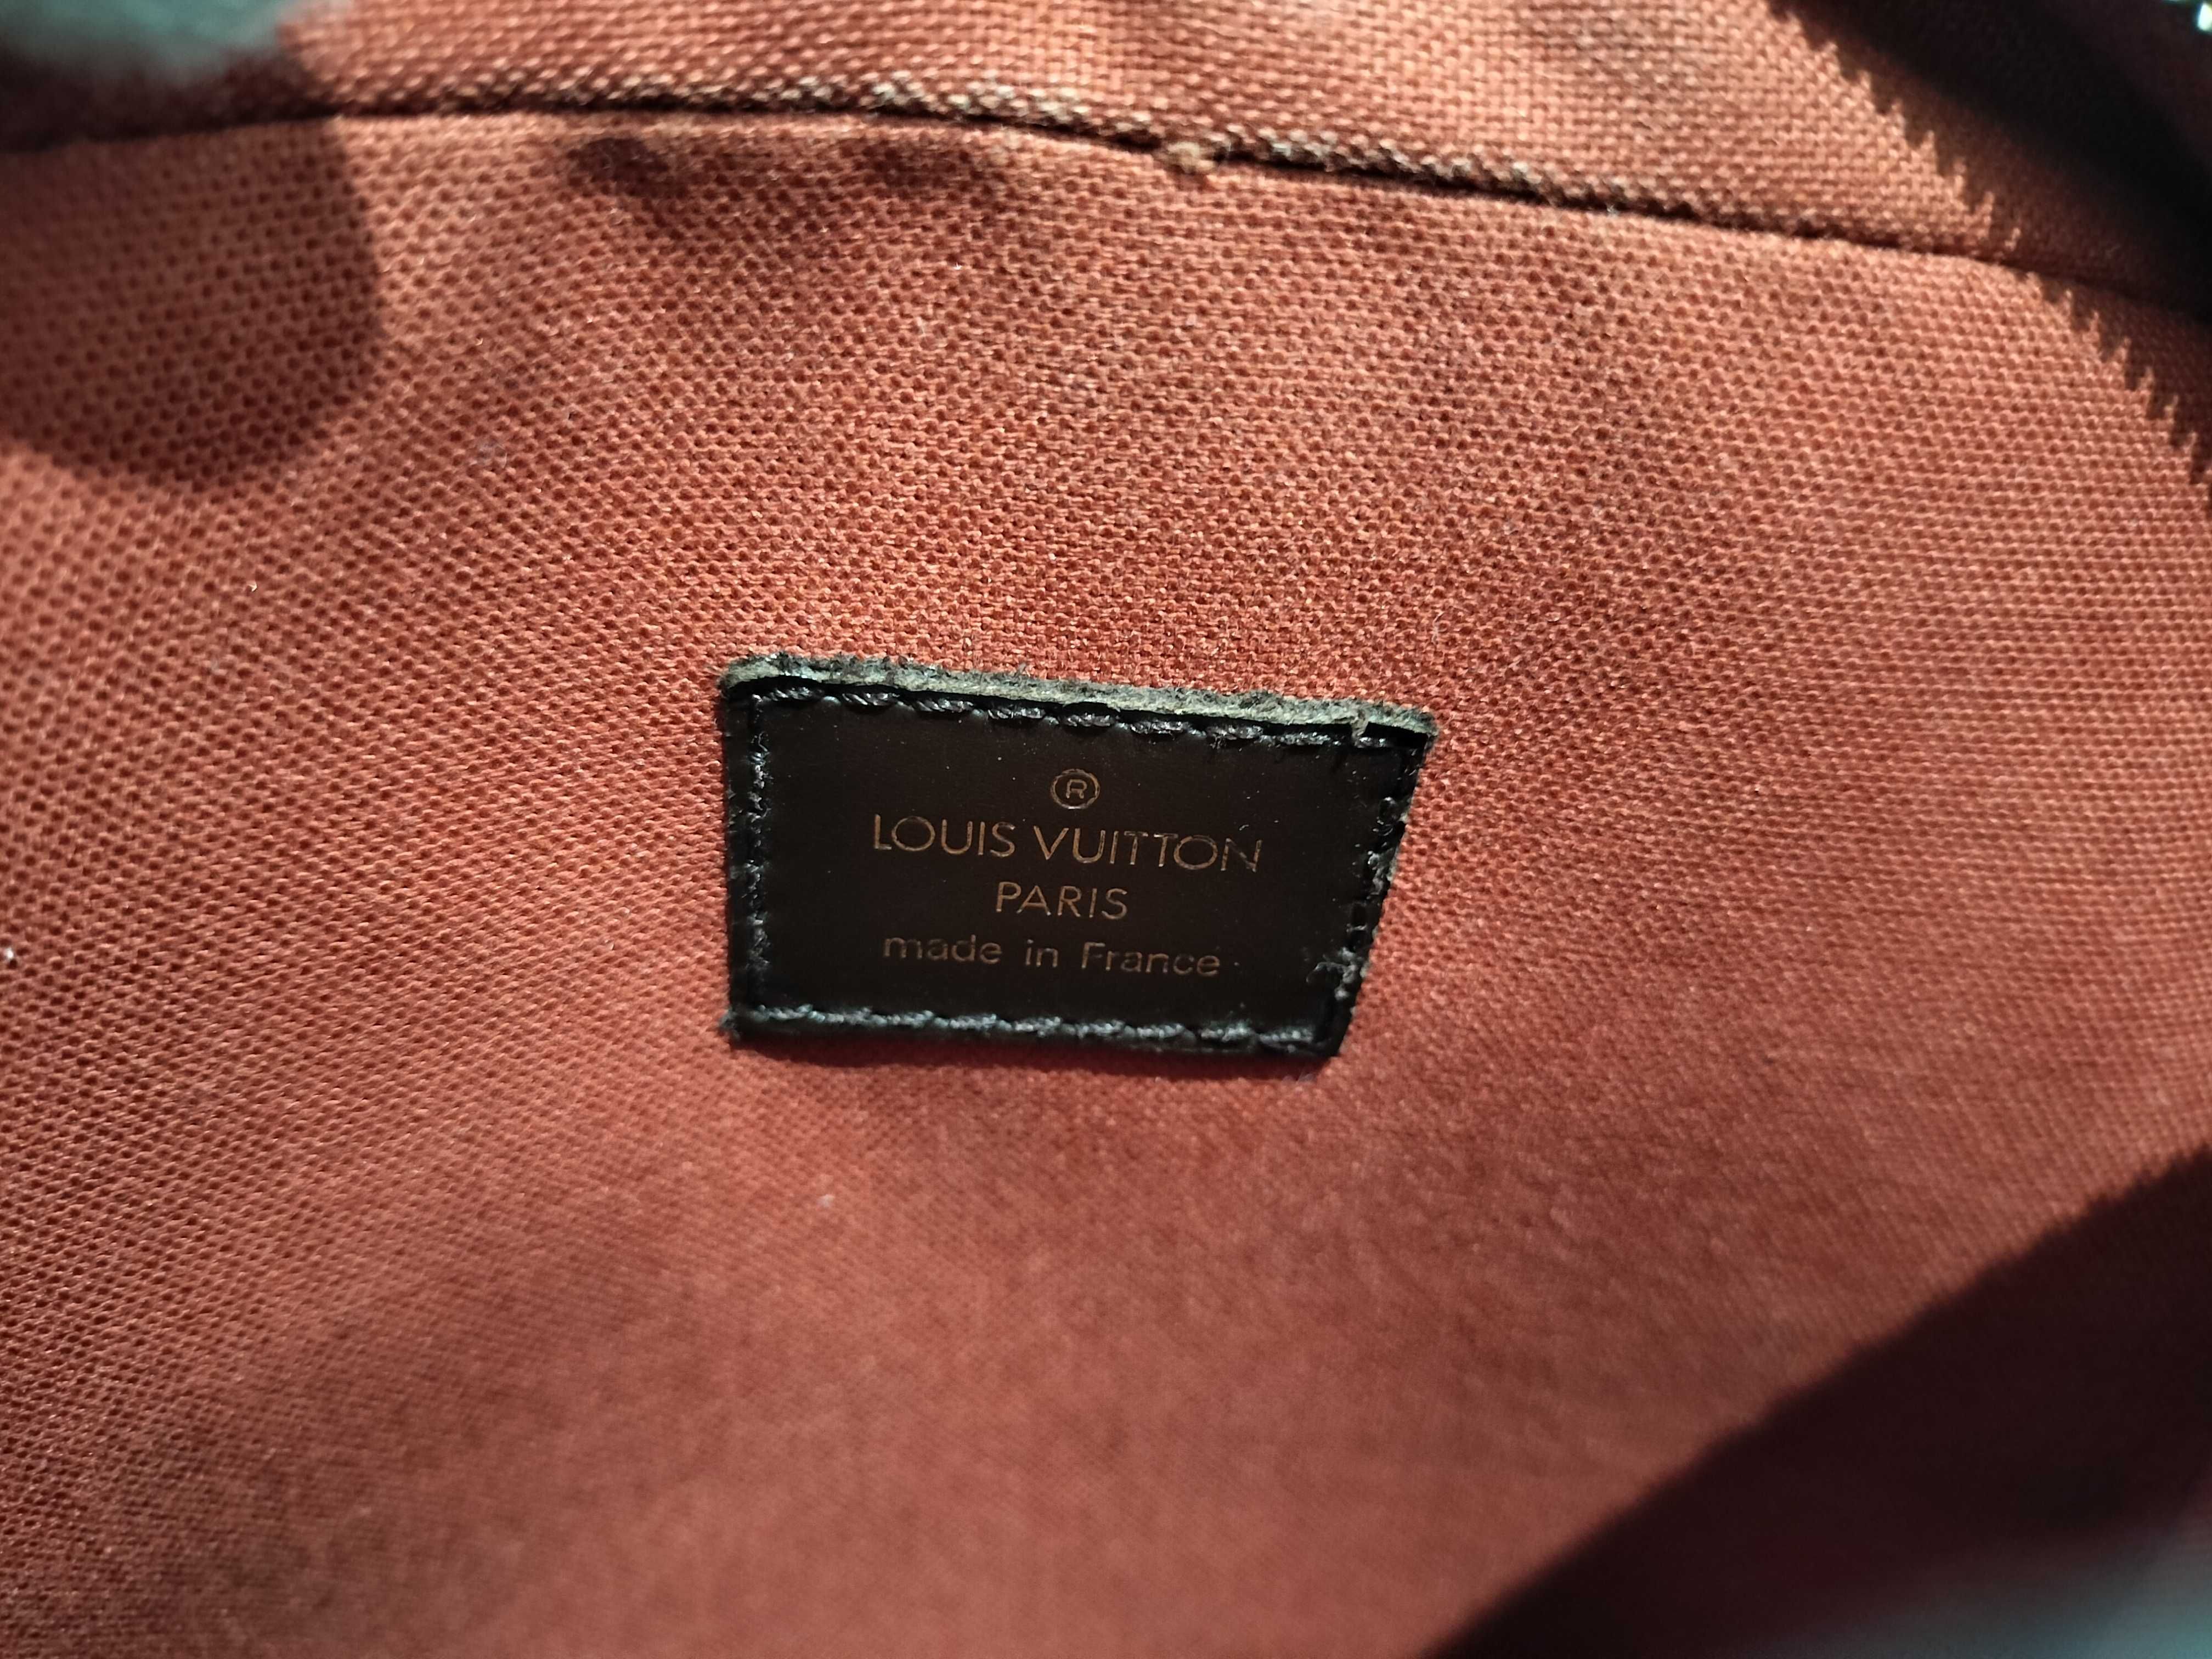 ®
LOUIS VUITTON
PARIS
made in France